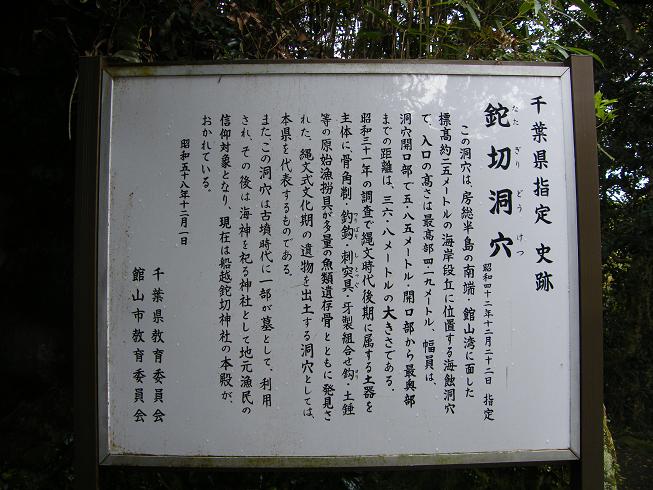 千葉県指定 史跡
鉈切洞穴
なたぎりどうけつ
昭和四十二年十二月二十二日 指定
この洞穴は、房総半島の南端・館山湾に面した
標高約二五メートルの海岸段丘に位置する海蝕洞穴
で、入口の高さは最高部四・一九メートル、幅員は、
洞穴開口部で五・八五メートル・開口部から最奥部
までの距離は、三六・八メートルの大きさである。
昭和三十一年の調査で縄文時代後期に属する土器を
主体に、骨角制・釣鈎・刺突具・牙製組合せ鈎・土錘
等の原始漁撈具が多量の魚類遺存骨とともに発見さ
れた、縄文式文化期の遺物を出土する洞穴としては、
本県を代表するものである。
また、この洞穴は古墳時代に一部が墓として、利用
され、その後は海神を祀る神社として地元漁民の
信仰対象となり、現在は船越鉈切神社の本殿が、
おかれている。
昭和五十八年十二月一日
千葉県教育委員会
館山市教育委員会